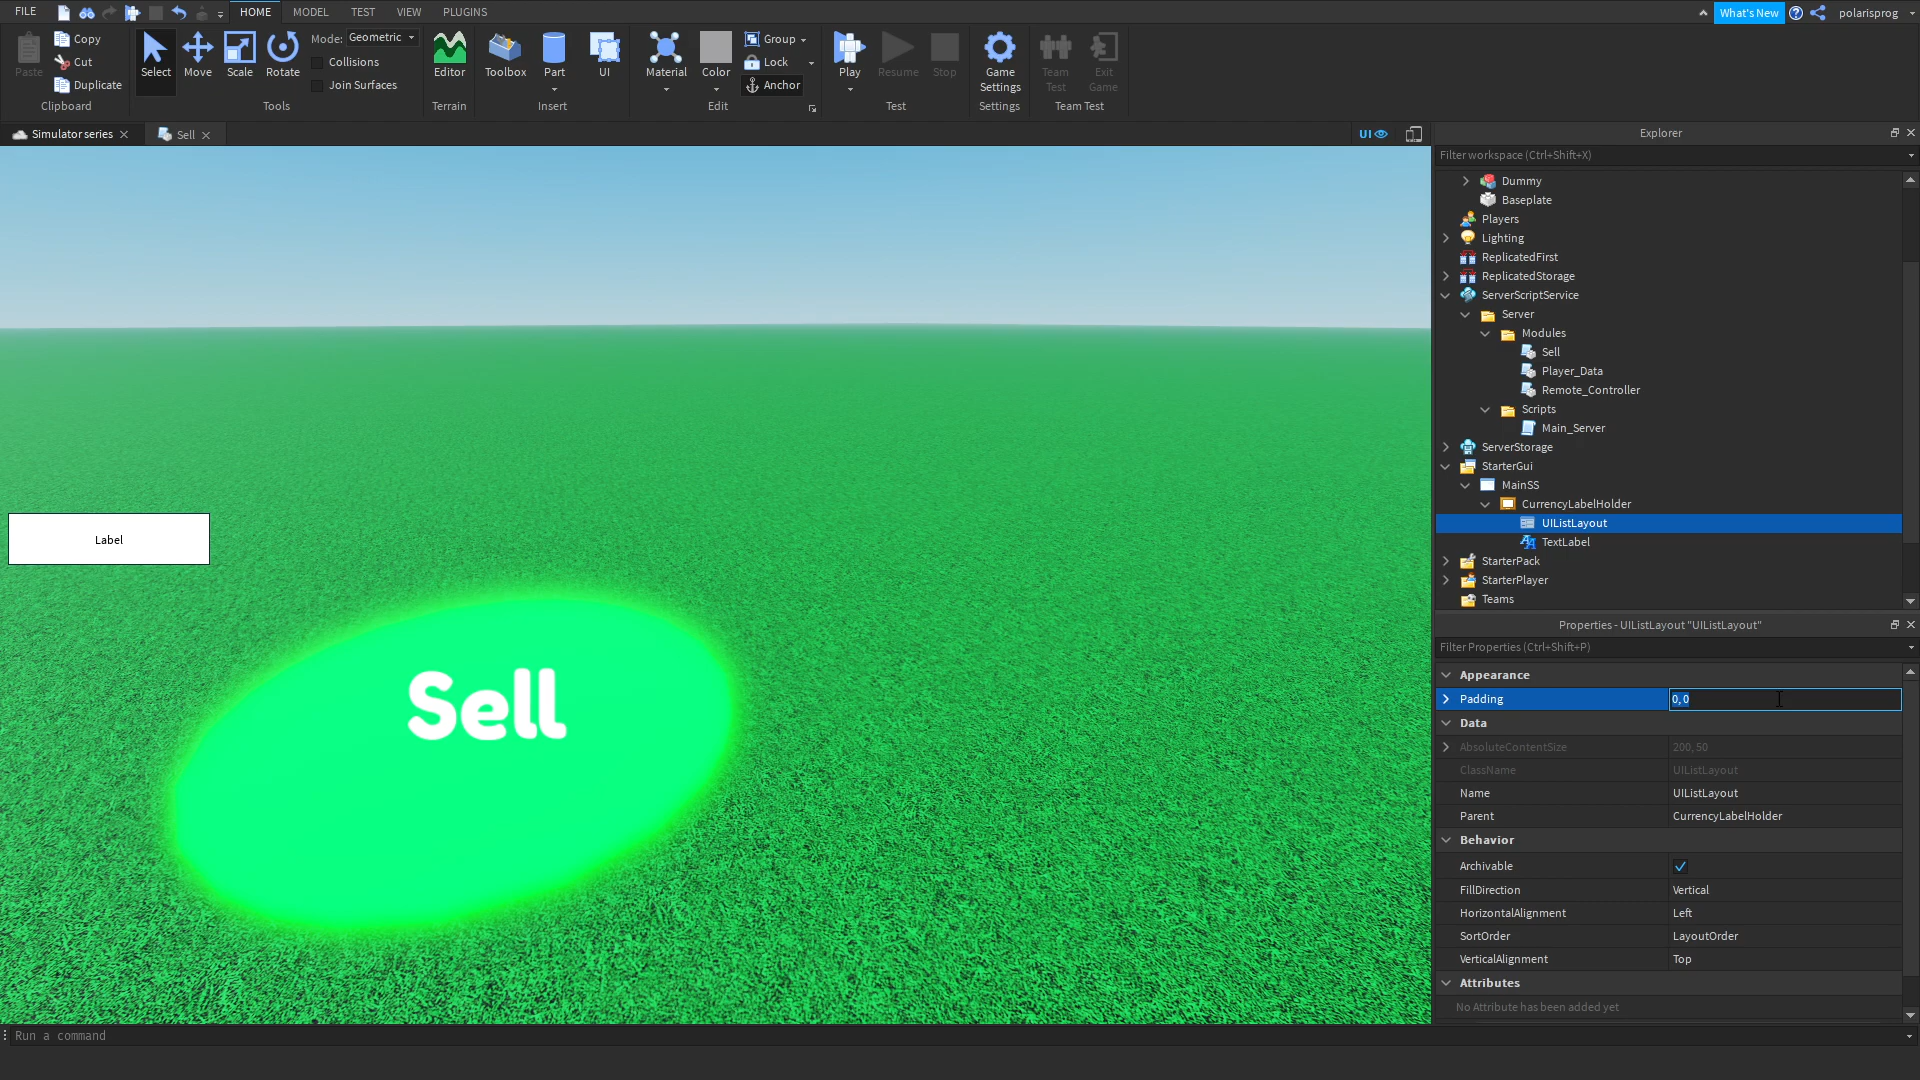 FILE
HOME
MODEL
TEST
VIEW
PLUGINS
What's New
polarisprog
Paste
Copy
Cut
Duplicate
Clipboard
Select
Move
Scale
Rotate
Mode: Geometric
Collisions
Join Surfaces
Tools
Editor
Terrain
Toolbox
Part
UI
Insert
Material
Color
Group
Lock
Anchor
Edit
Play
Resume
Stop
Test
Game
Settings
Settings
Team
Test
Exit
Game
Team Test
Simulator series
Sell
UI
Label
Sell
Run a command
Explorer
Filter workspace (Ctrl+Shift+X)
Dummy
Baseplate
Players
Lighting
ReplicatedFirst
ReplicatedStorage
ServerScriptService
Server
Modules
Sell
Player_Data
Remote_Controller
Scripts
Main_Server
ServerStorage
StarterGui
MainSS
CurrencyLabelHolder
UIListLayout
TextLabel
StarterPack
StarterPlayer
Teams
Properties - UIListLayout "UIListLayout"
Filter Properties (Ctrl+Shift+P)
Appearance
Padding 0, 0
Data
AbsoluteContentSize 200, 50
ClassName UIListLayout
Name UIListLayout
Parent CurrencyLabelHolder
Behavior
Archivable
FillDirection Vertical
HorizontalAlignment Left
SortOrder LayoutOrder
VerticalAlignment Top
Attributes
No Attribute has been added yet